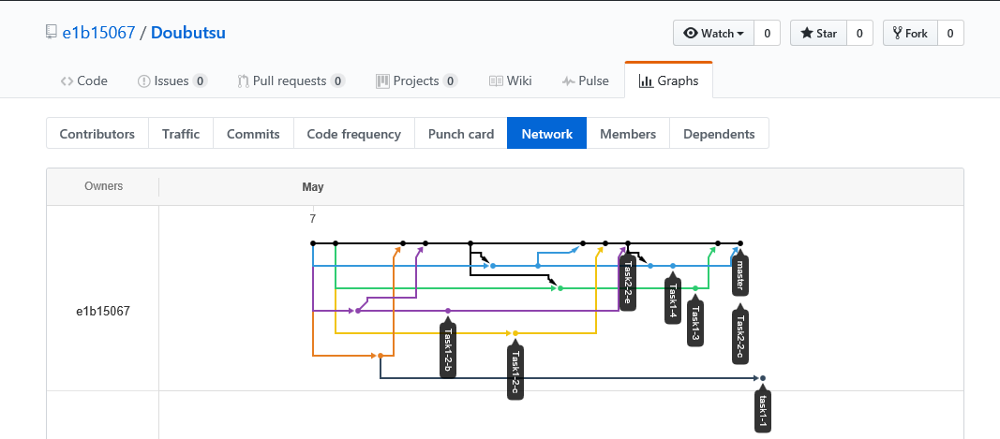 e1b15067 / Doubutsu
Watch 0 Star 0 Fork 0
Code Issues 0 Pull requests 0 Projects 0 Wiki Pulse Graphs
Contributors Traffic Commits Code frequency Punch card Network Members Dependents
Owners May
7
e1b15067
Task1-2-b
Task1-2-c
Task2-2-e
Task1-4
Task1-3
master
Task2-2-c
task1-1